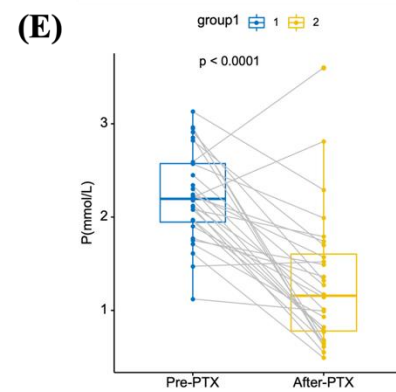 (E)
group1 1 2
p < 0.0001
P(mmol/L)
3
2
1
Pre-PTX After-PTX